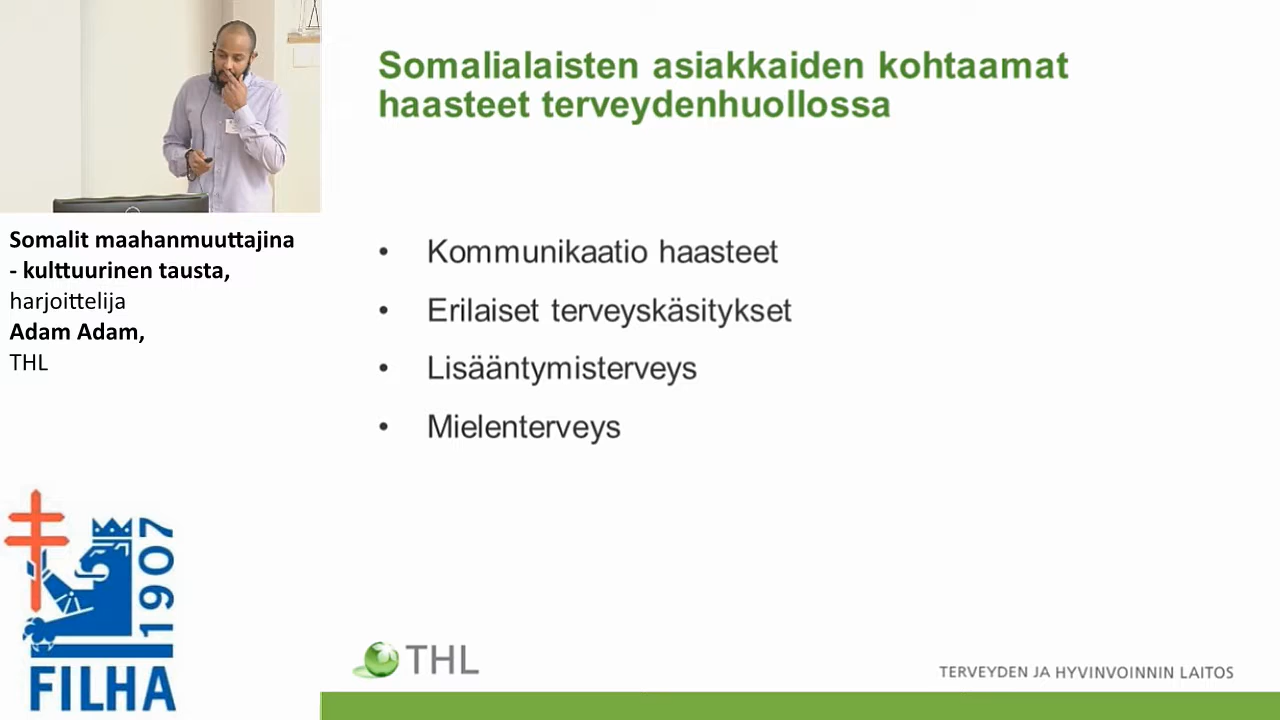 Somalialaisten asiakkaiden kohtaamat
haasteet terveydenhuollossa
• Kommunikaatio haasteet
• Erilaiset terveyskäsitykset
• Lisääntymisterveys
• Mielenterveys
Somalit maahanmuuttajina
- kulttuurinen tausta,
harjoittelija
Adam Adam,
THL
1907
FILHA
THL
TERVEYDEN JA HYVINVOINNIN LAITOS